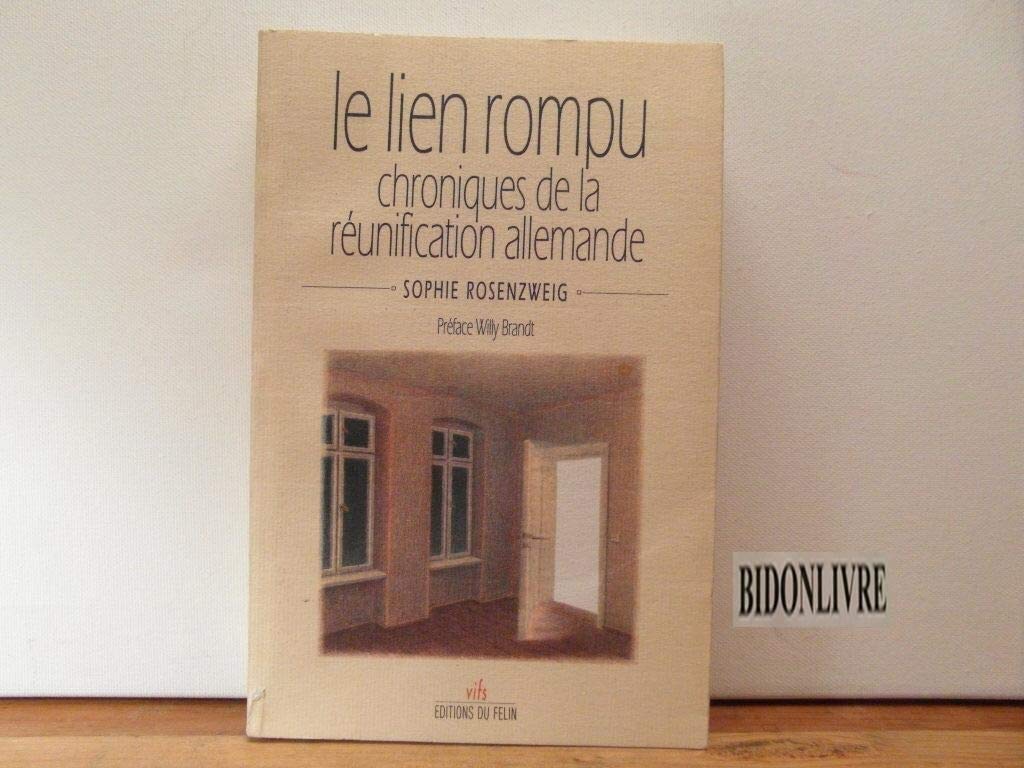 le lien rompu
chroniques de la
réunification allemande
SOPHIE ROSENZWEIG
Préface Willy Brandt
vifs
EDITIONS DU FELIN
BIDONLIVRE